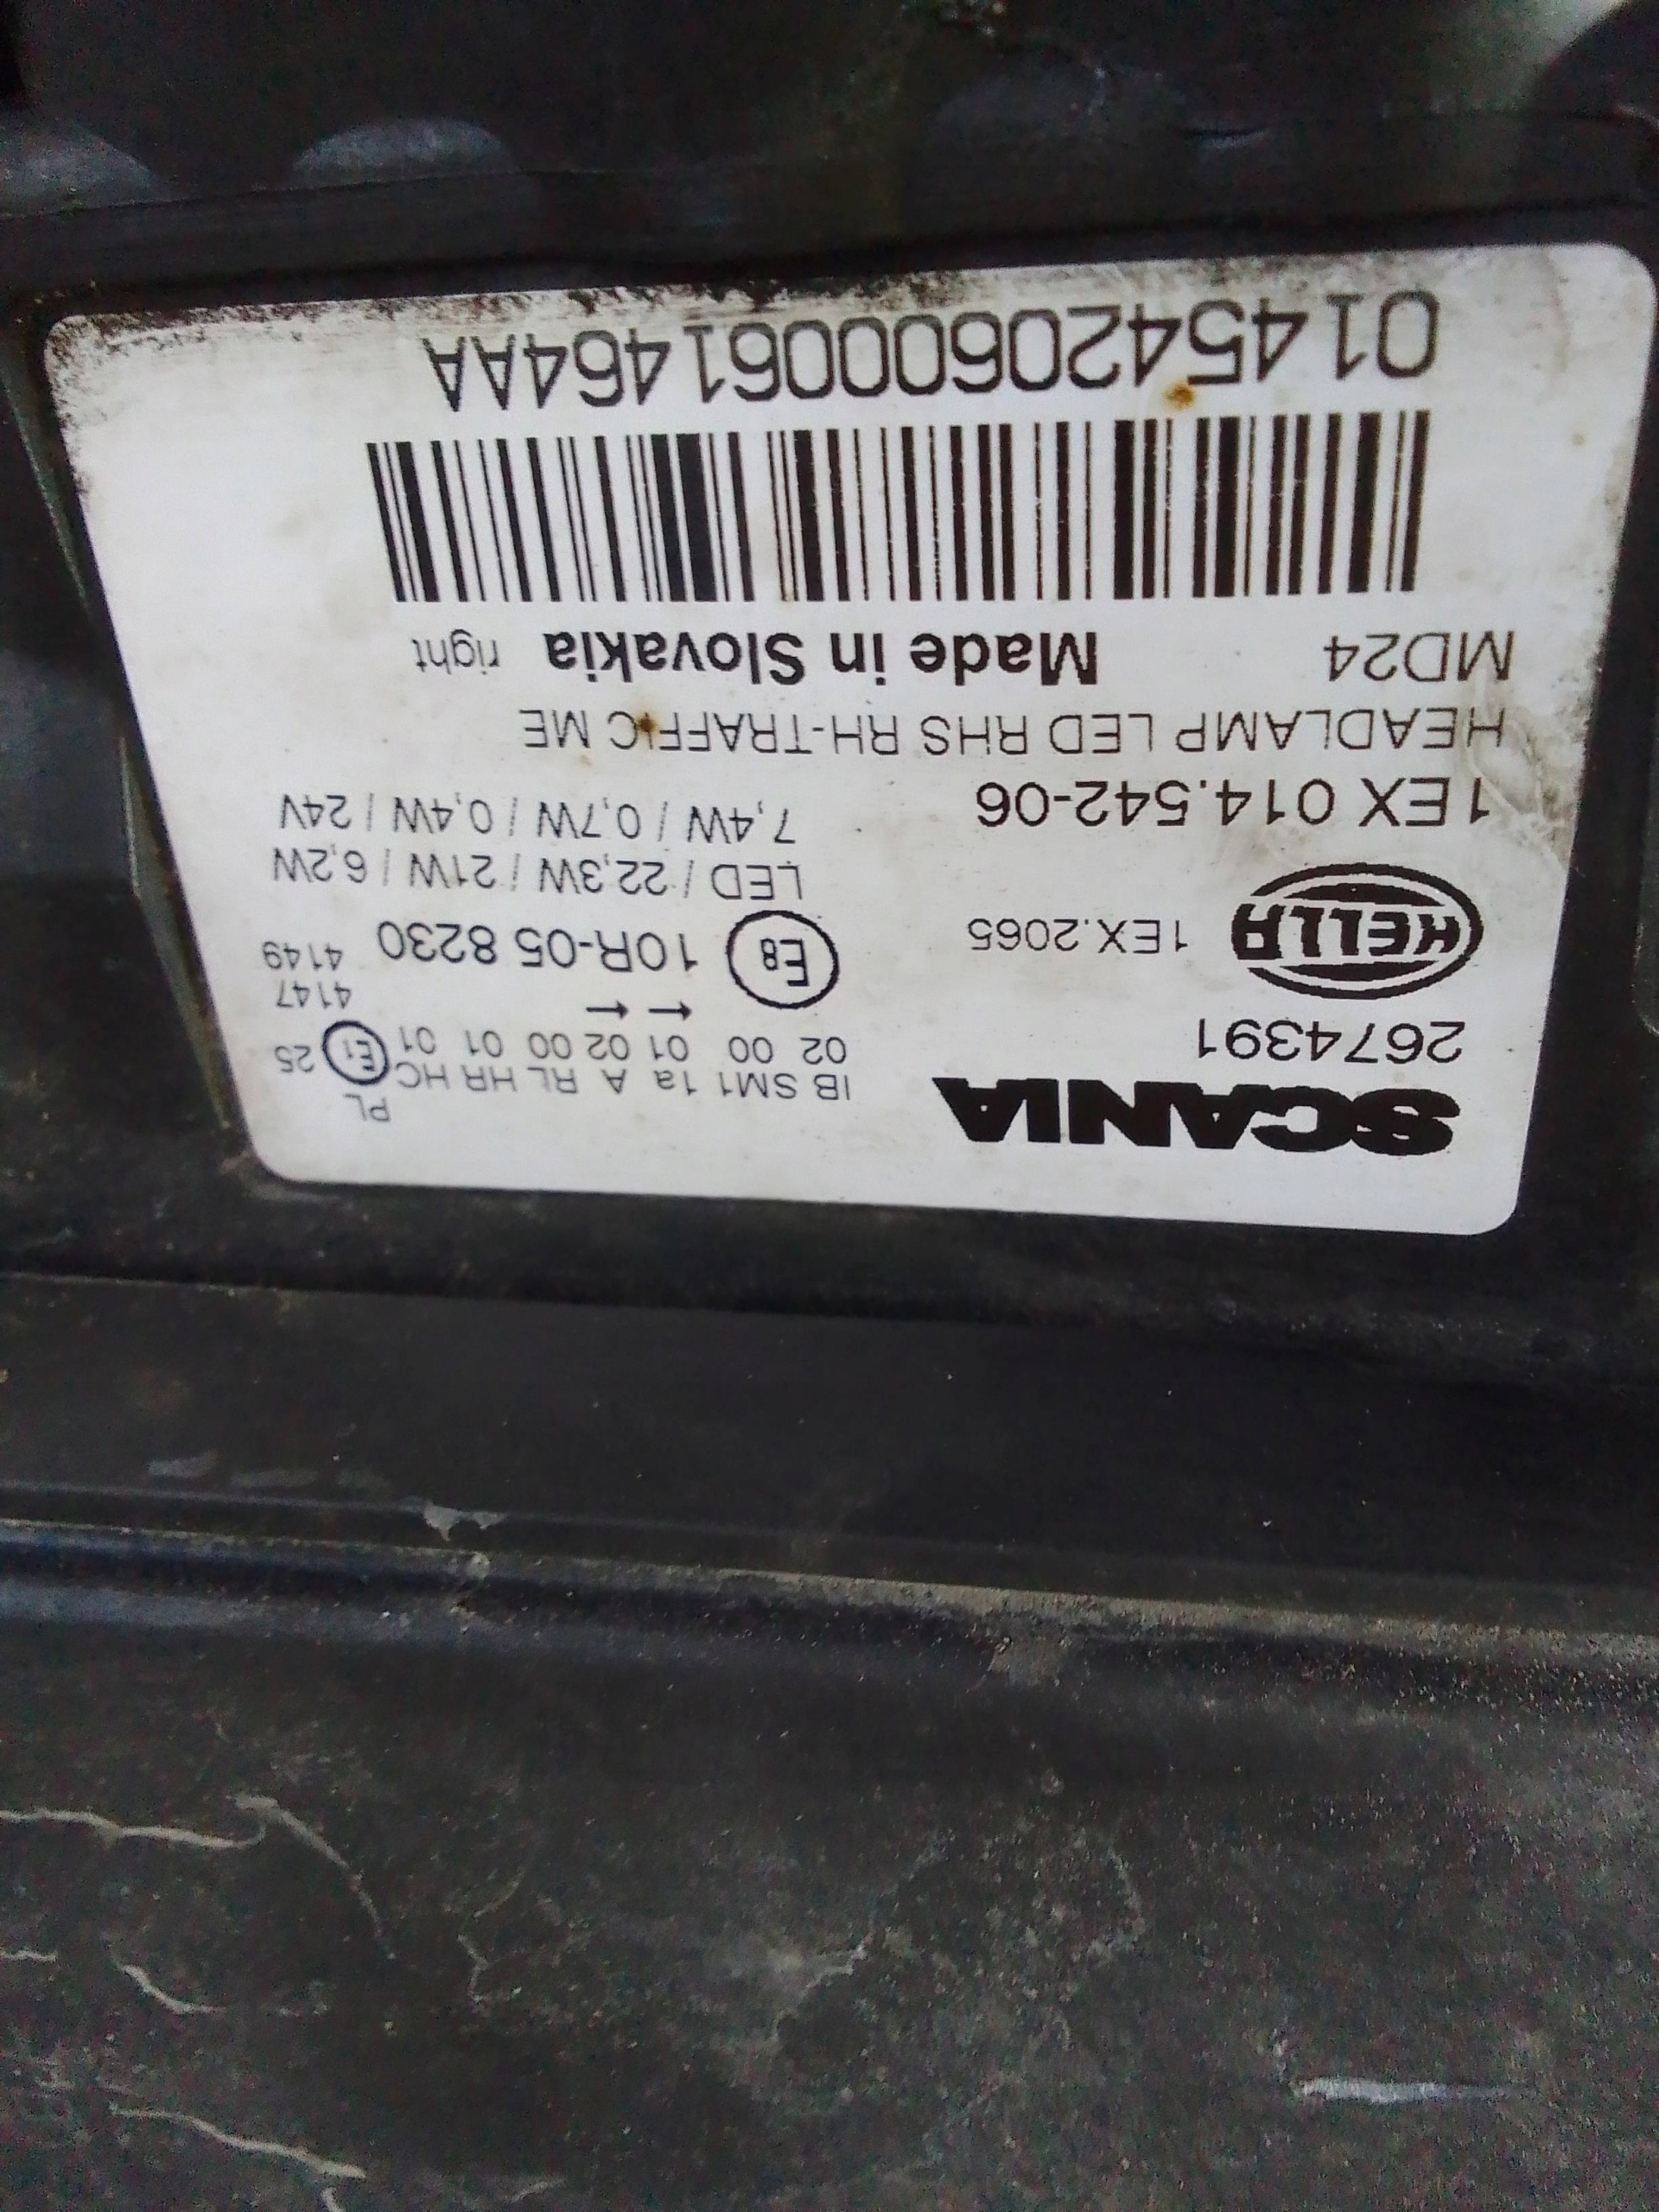 SCANIA
2674391
PL
IB SM1 1a A RL HR HC E1 25
02 00 01 02 00 01 01 4147
← ← 4149
HELLA 1EX.2065
E8 10R-05 8230
LED / 22,3W / 21W / 6,2W
7,4W / 0,7W / 0,4W / 24V
1EX 014.542-06
HEADLAMP LED RHS RH-TRAFFIC ME
MD24 Made in Slovakia right
0145420600061464AA